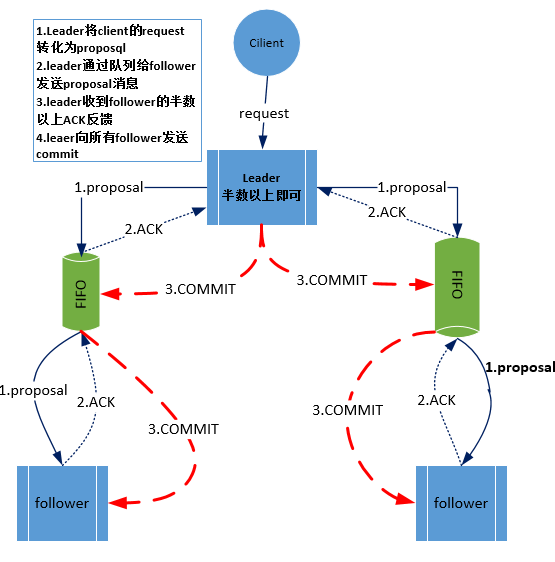 1.Leader将client的request
转化为proposql
2.leader通过队列给follower
发送proposal消息
3.leader收到follower的半数
以上ACK反馈
4.leaer向所有follower发送
commit
Cilient
request
Leader
半数以上即可
1.proposal
1.proposal
2.ACK
2.ACK
FIFO
FIFO
3.COMMIT
3.COMMIT
1.proposal
1.proposal
2.ACK
2.ACK
3.COMMIT
3.COMMIT
follower
follower